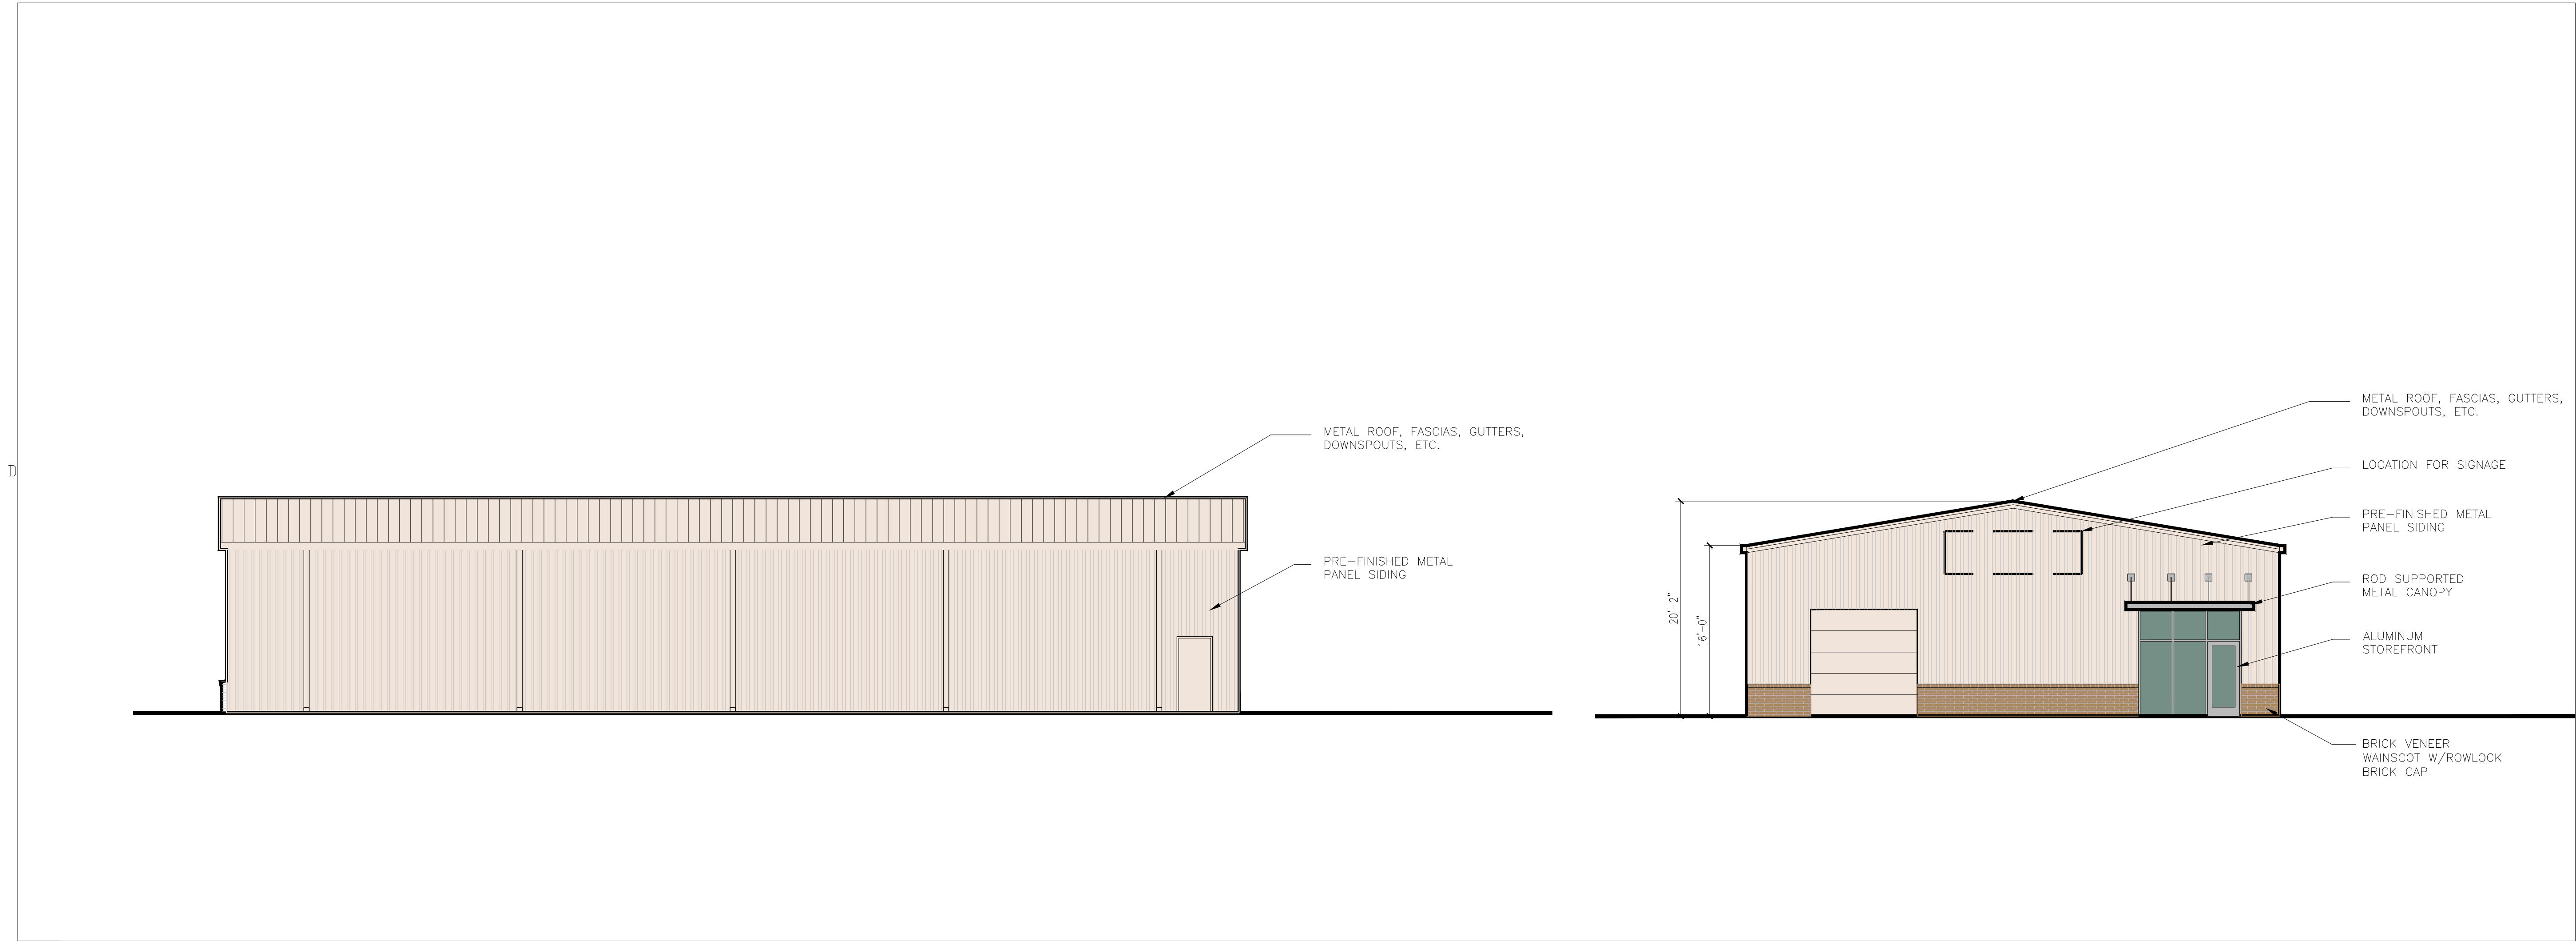 D
METAL ROOF, FASCIAS, GUTTERS,
DOWNSPOUTS, ETC.
PRE-FINISHED METAL
PANEL SIDING
20'-2"
16'-0"
METAL ROOF, FASCIAS, GUTTERS,
DOWNSPOUTS, ETC.
LOCATION FOR SIGNAGE
PRE-FINISHED METAL
PANEL SIDING
ROD SUPPORTED
METAL CANOPY
ALUMINUM
STOREFRONT
BRICK VENEER
WAINSCOT W/ROWLOCK
BRICK CAP